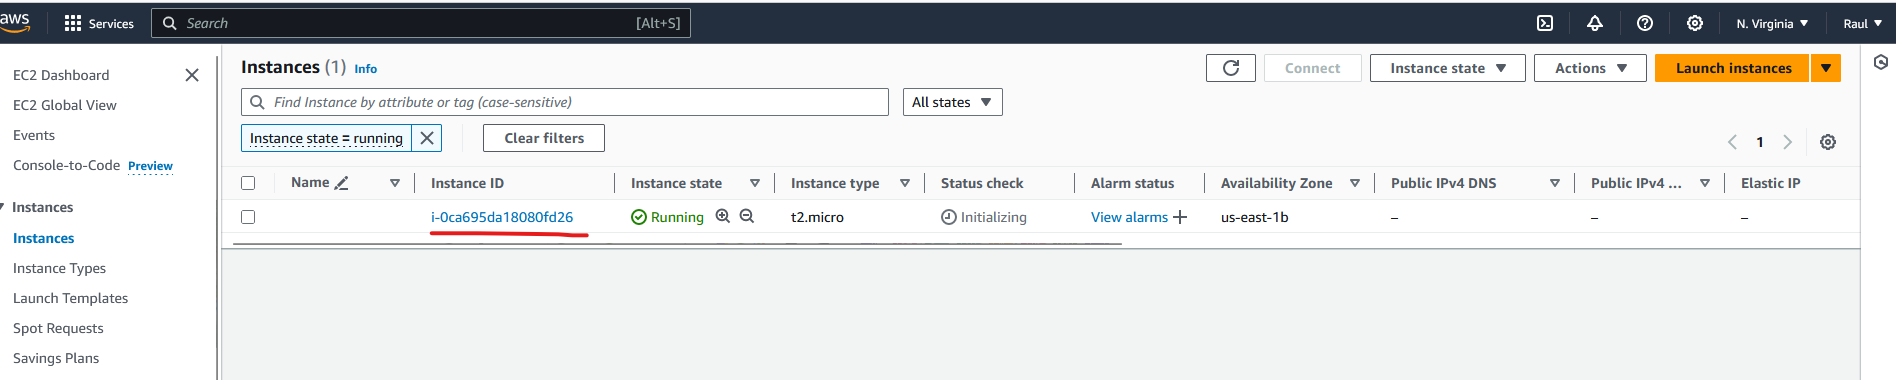 aws Services Search [Alt+S] N. Virginia Raul
EC2 Dashboard
EC2 Global View
Events
Console-to-Code Preview
Instances
Instances
Instance Types
Launch Templates
Spot Requests
Savings Plans
Instances (1) Info Connect Instance state Actions Launch instances
Find Instance by attribute or tag (case-sensitive) All states
Instance state = running Clear filters 1
Name Instance ID Instance state Instance type Status check Alarm status Availability Zone Public IPv4 DNS Public IPv4 ... Elastic IP
i-0ca695da18080fd26 Running t2.micro Initializing View alarms + us-east-1b – – –